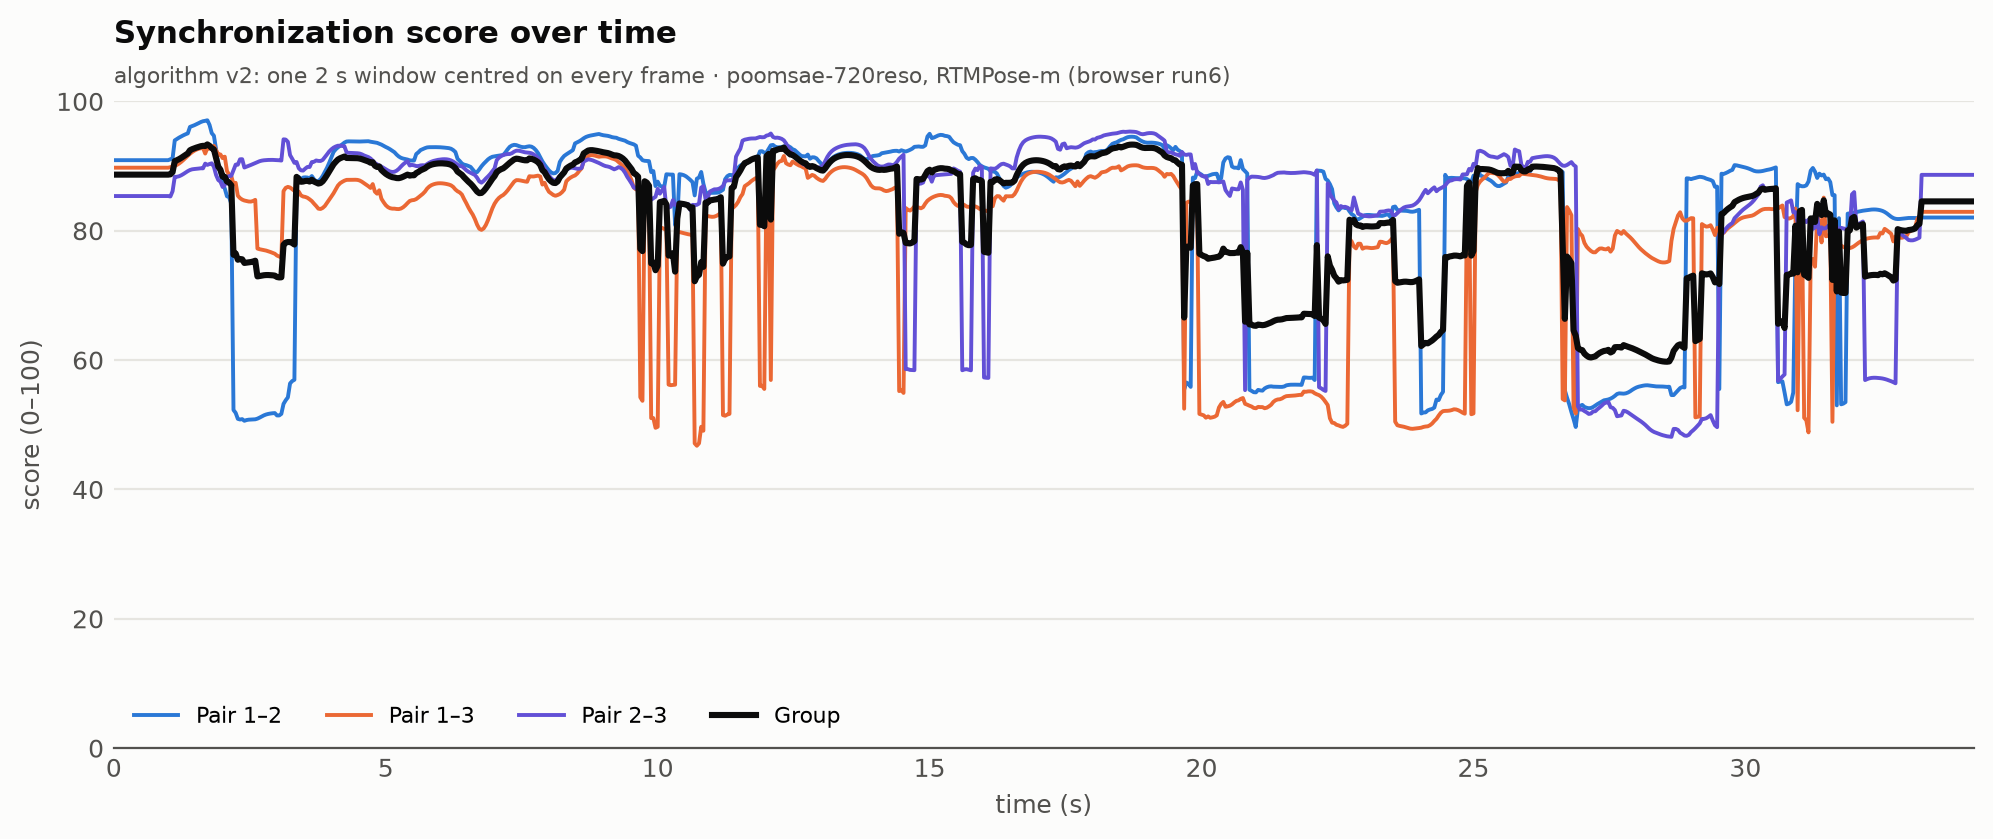 Synchronization score over time
algorithm v2: one 2 s window centred on every frame · poomsae-720reso, RTMPose-m (browser run6)
100
80
60
40
20
0
score (0–100)
Pair 1–2
Pair 1–3
Pair 2–3
Group
0
5
10
15
20
25
30
time (s)